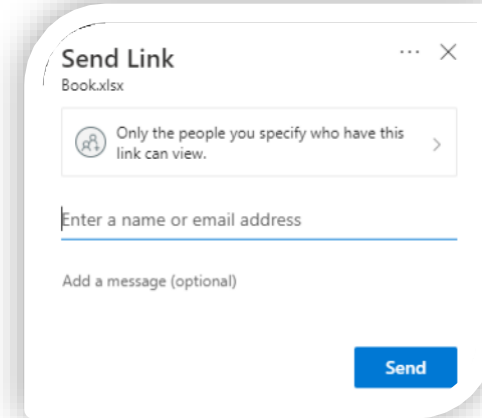 Send Link
Book.xlsx
Only the people you specify who have this
link can view.
Enter a name or email address
Add a message (optional)
Send